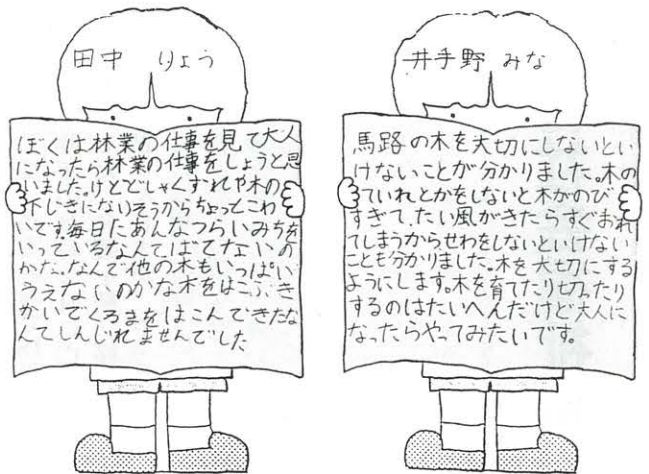 田中 りょう
ぼくは林業の仕事を見て大人
になったら林業の仕事をしようと思
いました。けどどしゃくずれや木の
下じきにないそうからちょっとこわ
いです。毎日にあんなつらいみちを
いっているなんてばてないの
かな、なんで他の木もいっぱい
うえないのかな木をはこぶき
かいでくるまをはこんできたな
んてしんじれませんでした
井手野 みな
馬路の木を大切にしないとい
けないことが分かりました。木の
ていれとかをしないと木がのび
すぎて、たい風がきたらすぐおれ
てしまうからせわをしないといけない
ことも分かりました。木を大切にする
ようにします。木を育てたり切ったり
するのはたいへんだけど大人に
なったらやってみたいです。